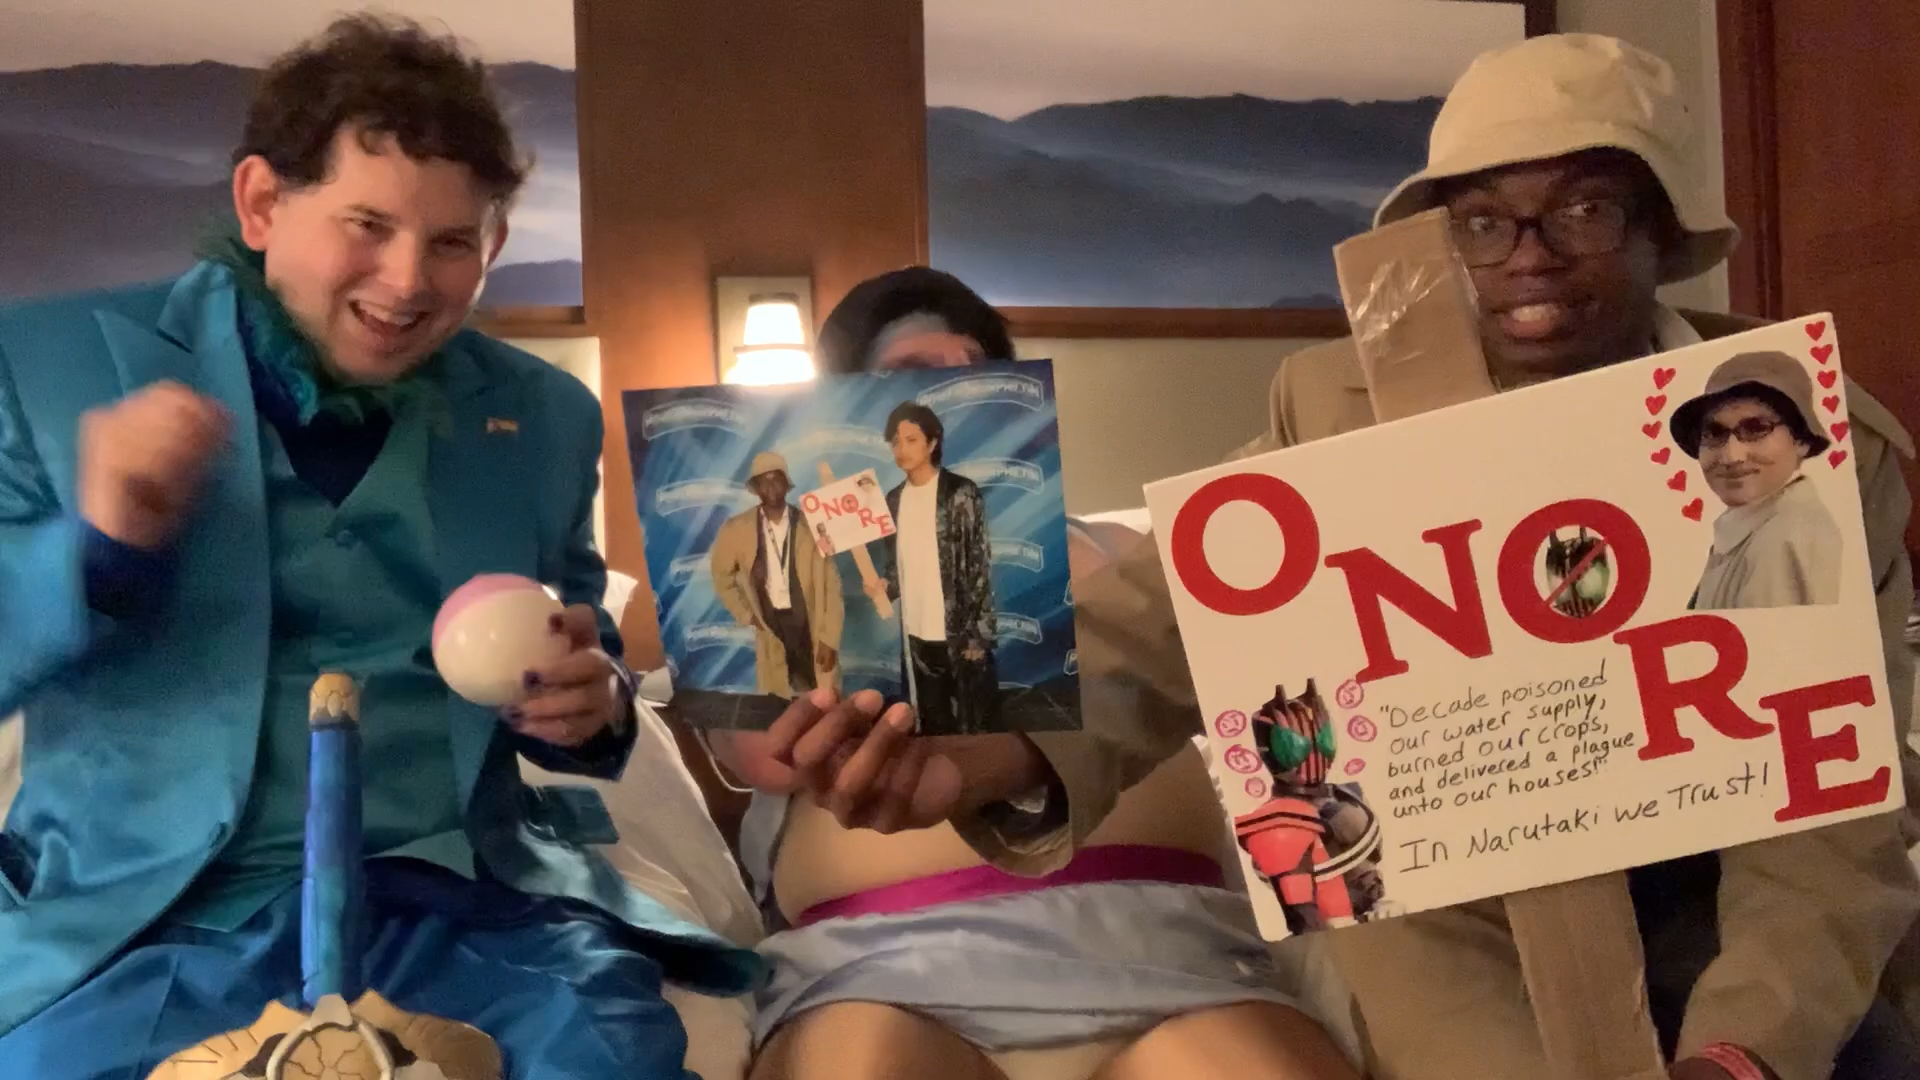 ONORE
ONORE
"Decade poisoned
our water supply,
burned our crops,
and delivered a plague
unto our houses!"
In Narutaki we Trust!